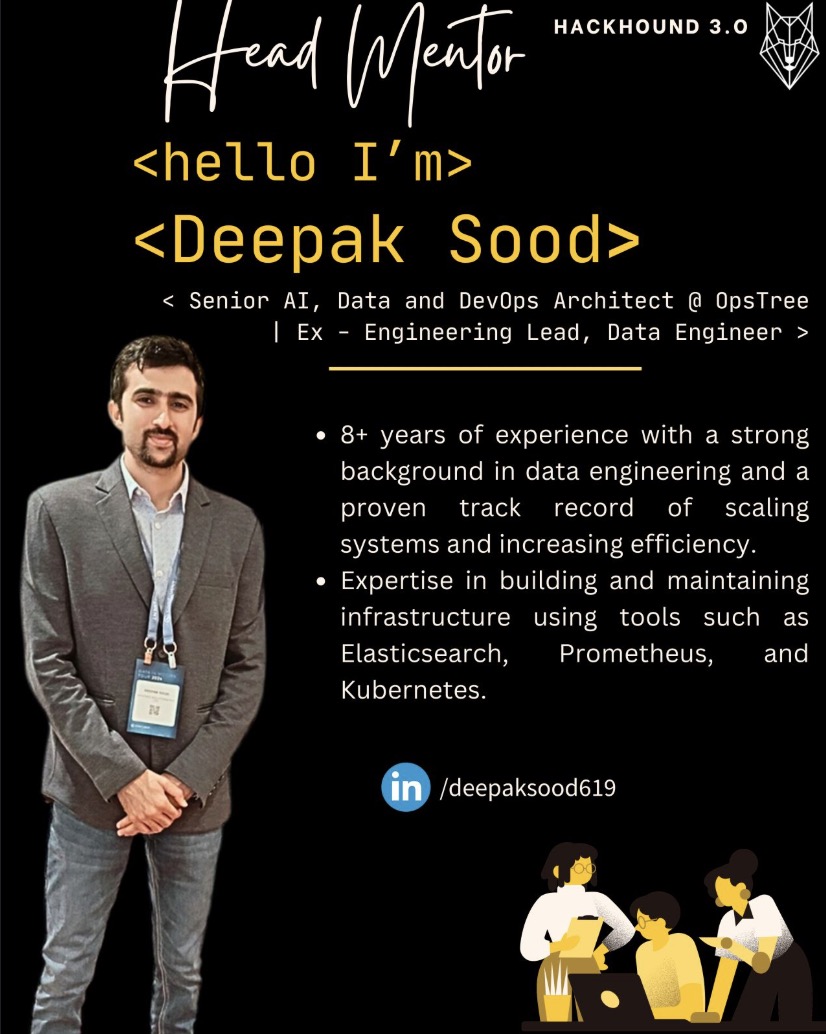 Head Mentor
HACKHOUND 3.0
<hello I’m>
<Deepak Sood>
< Senior AI, Data and DevOps Architect @ OpsTree
| Ex – Engineering Lead, Data Engineer >
• 8+ years of experience with a strong
background in data engineering and a
proven track record of scaling
systems and increasing efficiency.
• Expertise in building and maintaining
infrastructure using tools such as
Elasticsearch, Prometheus, and
Kubernetes.
in /deepaksood619